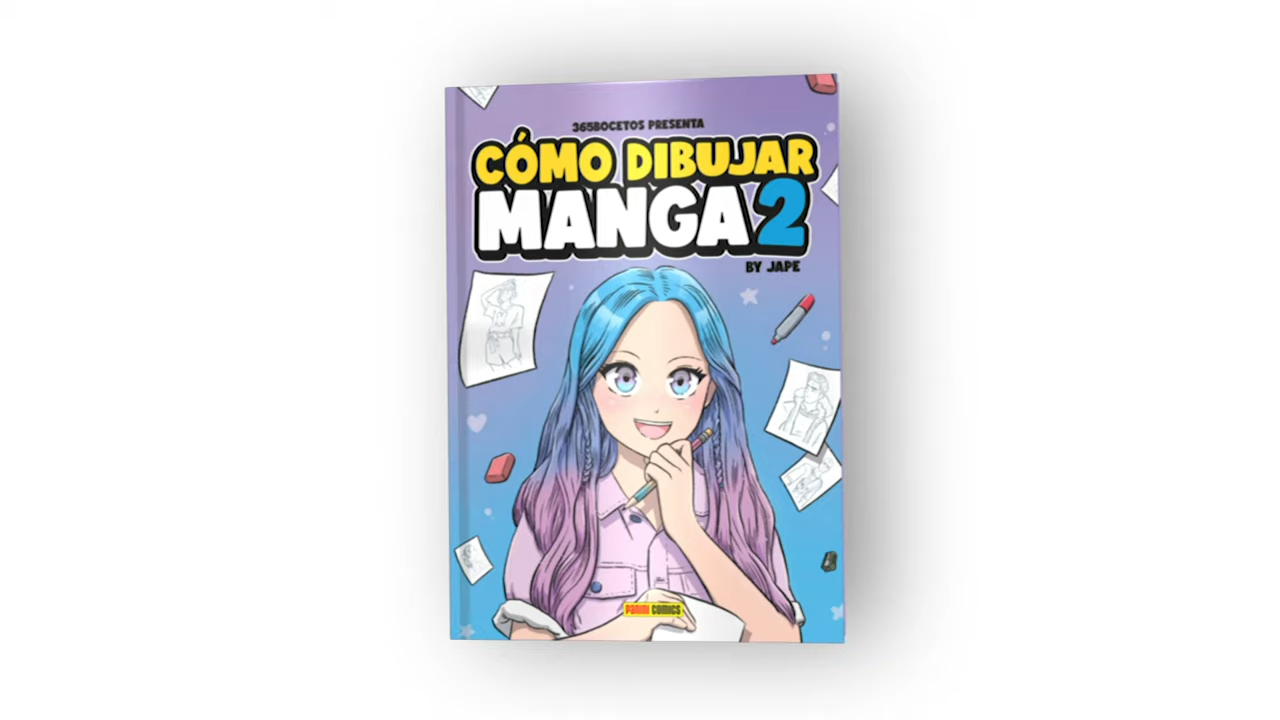 365BOCETOS PRESENTA
CÓMO DIBUJAR
MANGA 2
BY JAPE
PANINI COMICS